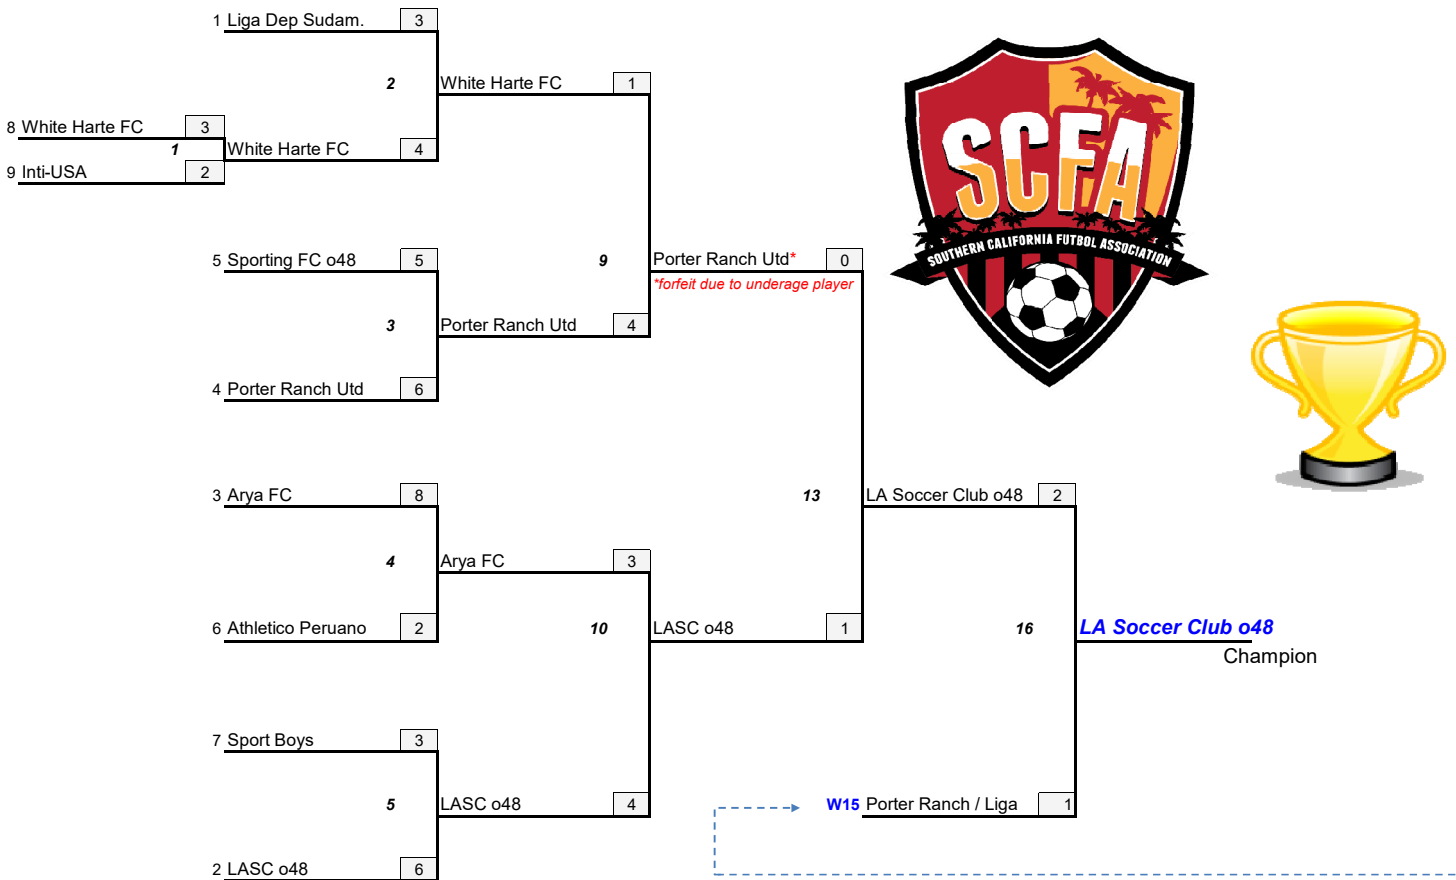 1 Liga Dep Sudam. 3
2 White Harte FC 1
8 White Harte FC 3
1 White Harte FC 4
9 Inti-USA 2
5 Sporting FC o48 5
9 Porter Ranch Utd* 0
*forfeit due to underage player
3 Porter Ranch Utd 4
4 Porter Ranch Utd 6
3 Arya FC 8
13 LA Soccer Club o48 2
4 Arya FC 3
6 Athletico Peruano 2
10 LASC o48 1
16 LA Soccer Club o48
Champion
7 Sport Boys 3
5 LASC o48 4
W15 Porter Ranch / Liga 1
2 LASC o48 6
SCFA
SOUTHERN CALIFORNIA FUTBOL ASSOCIATION